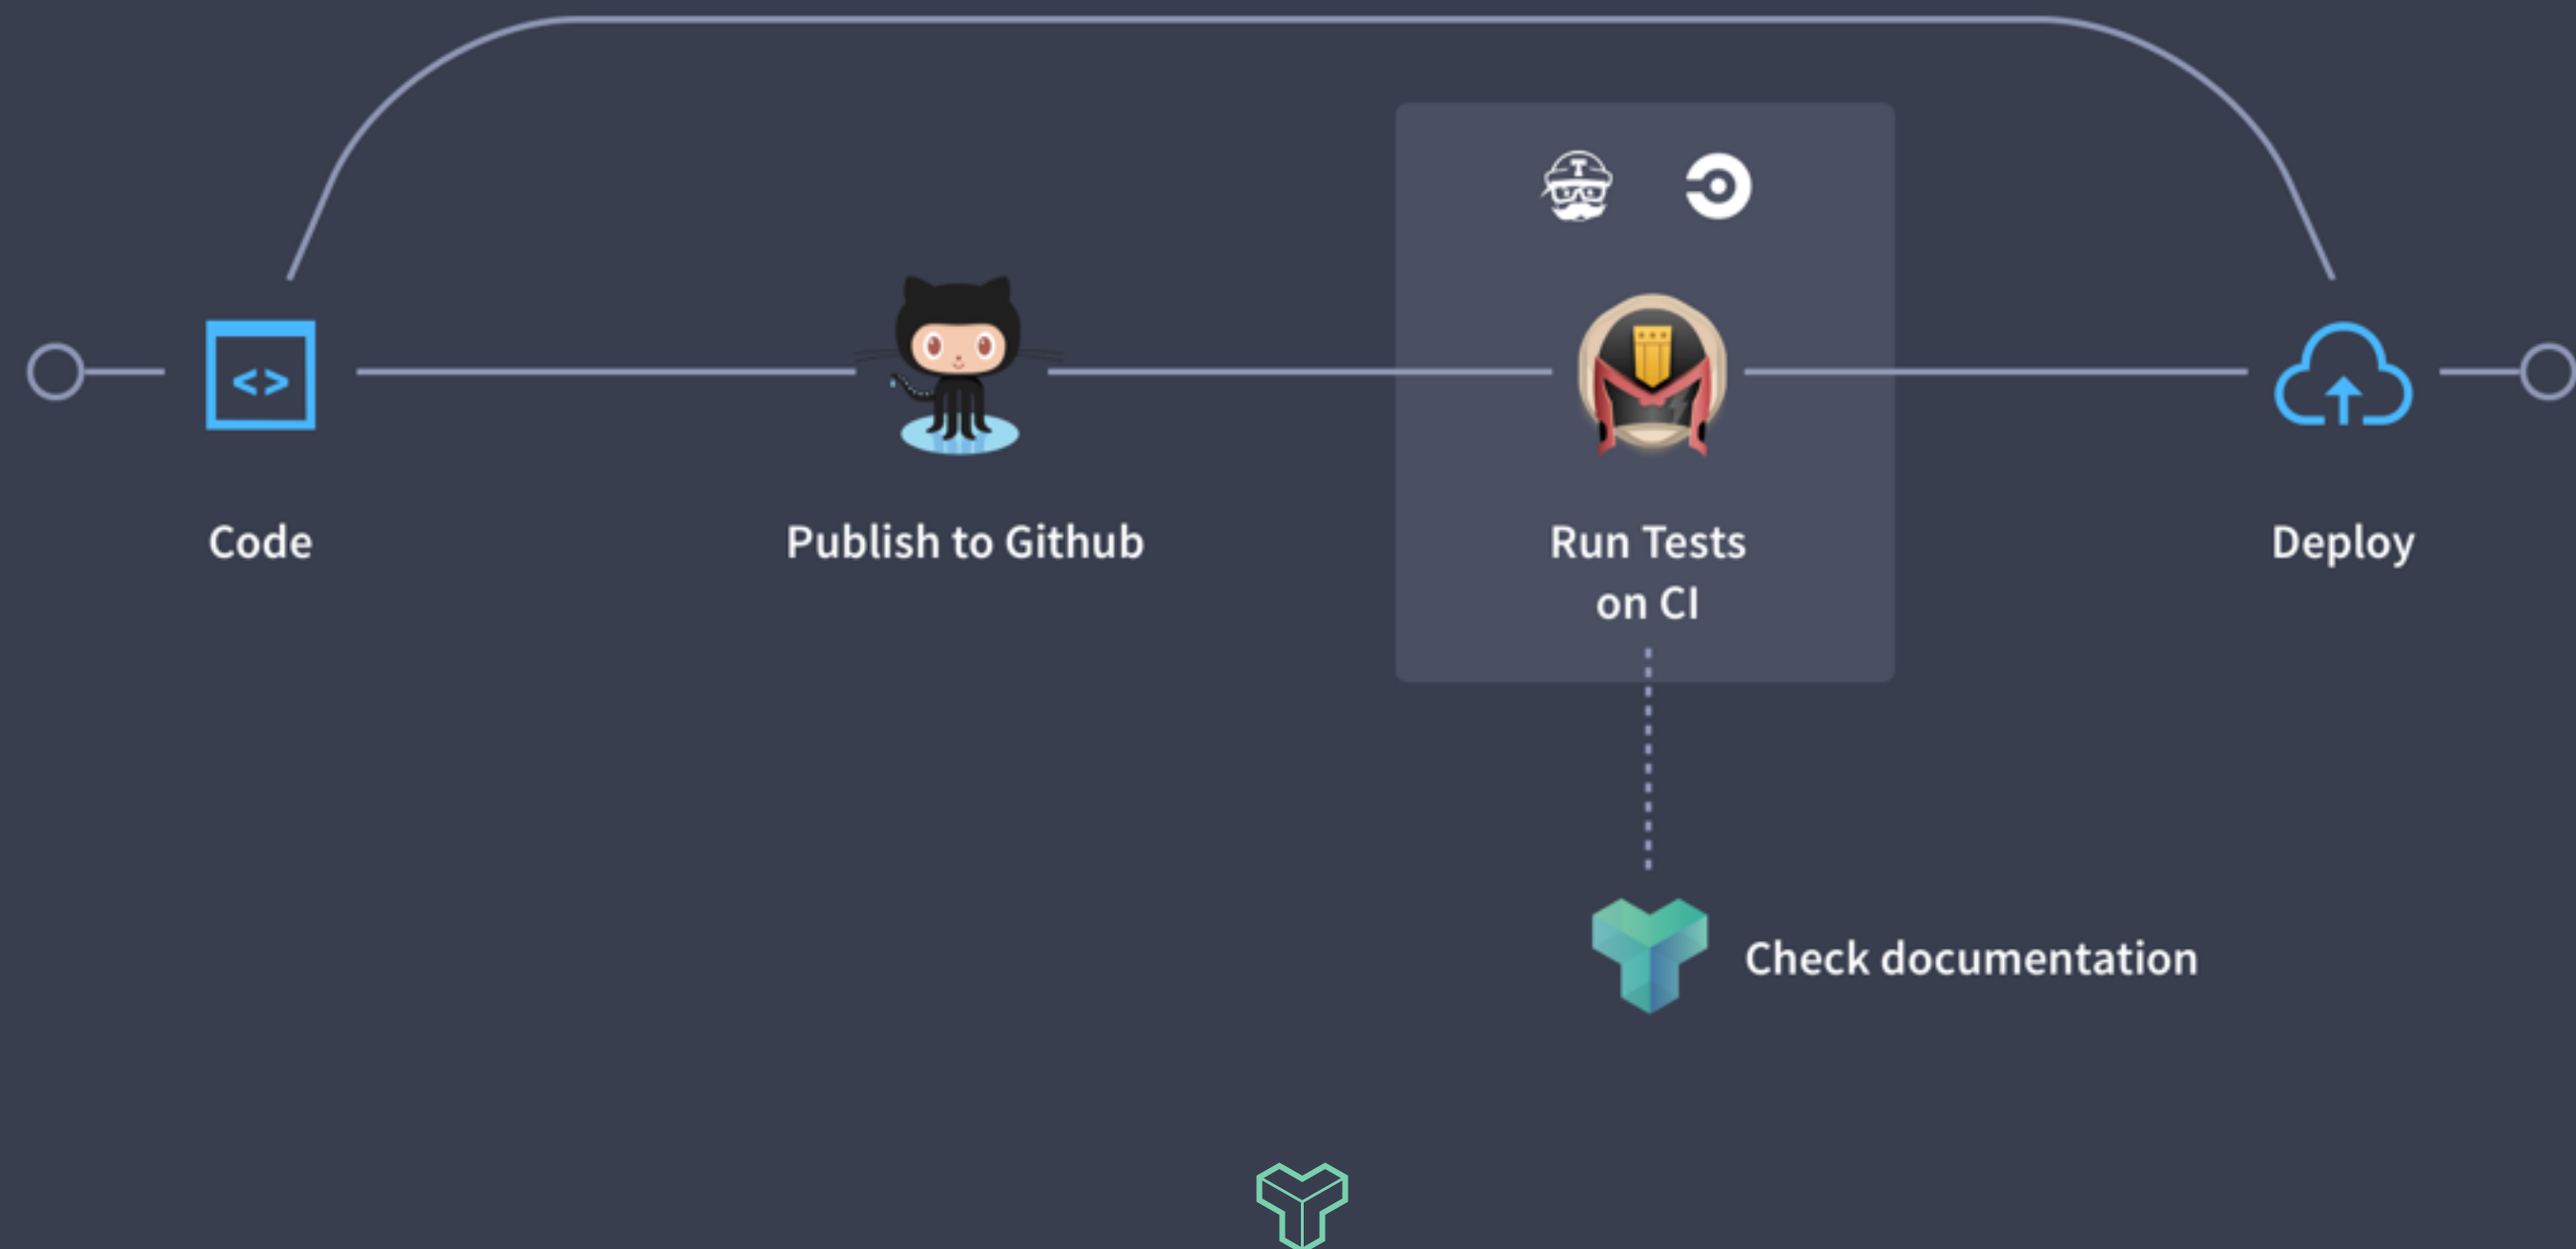 Code
Publish to Github
Run Tests
on CI
Deploy
Check documentation